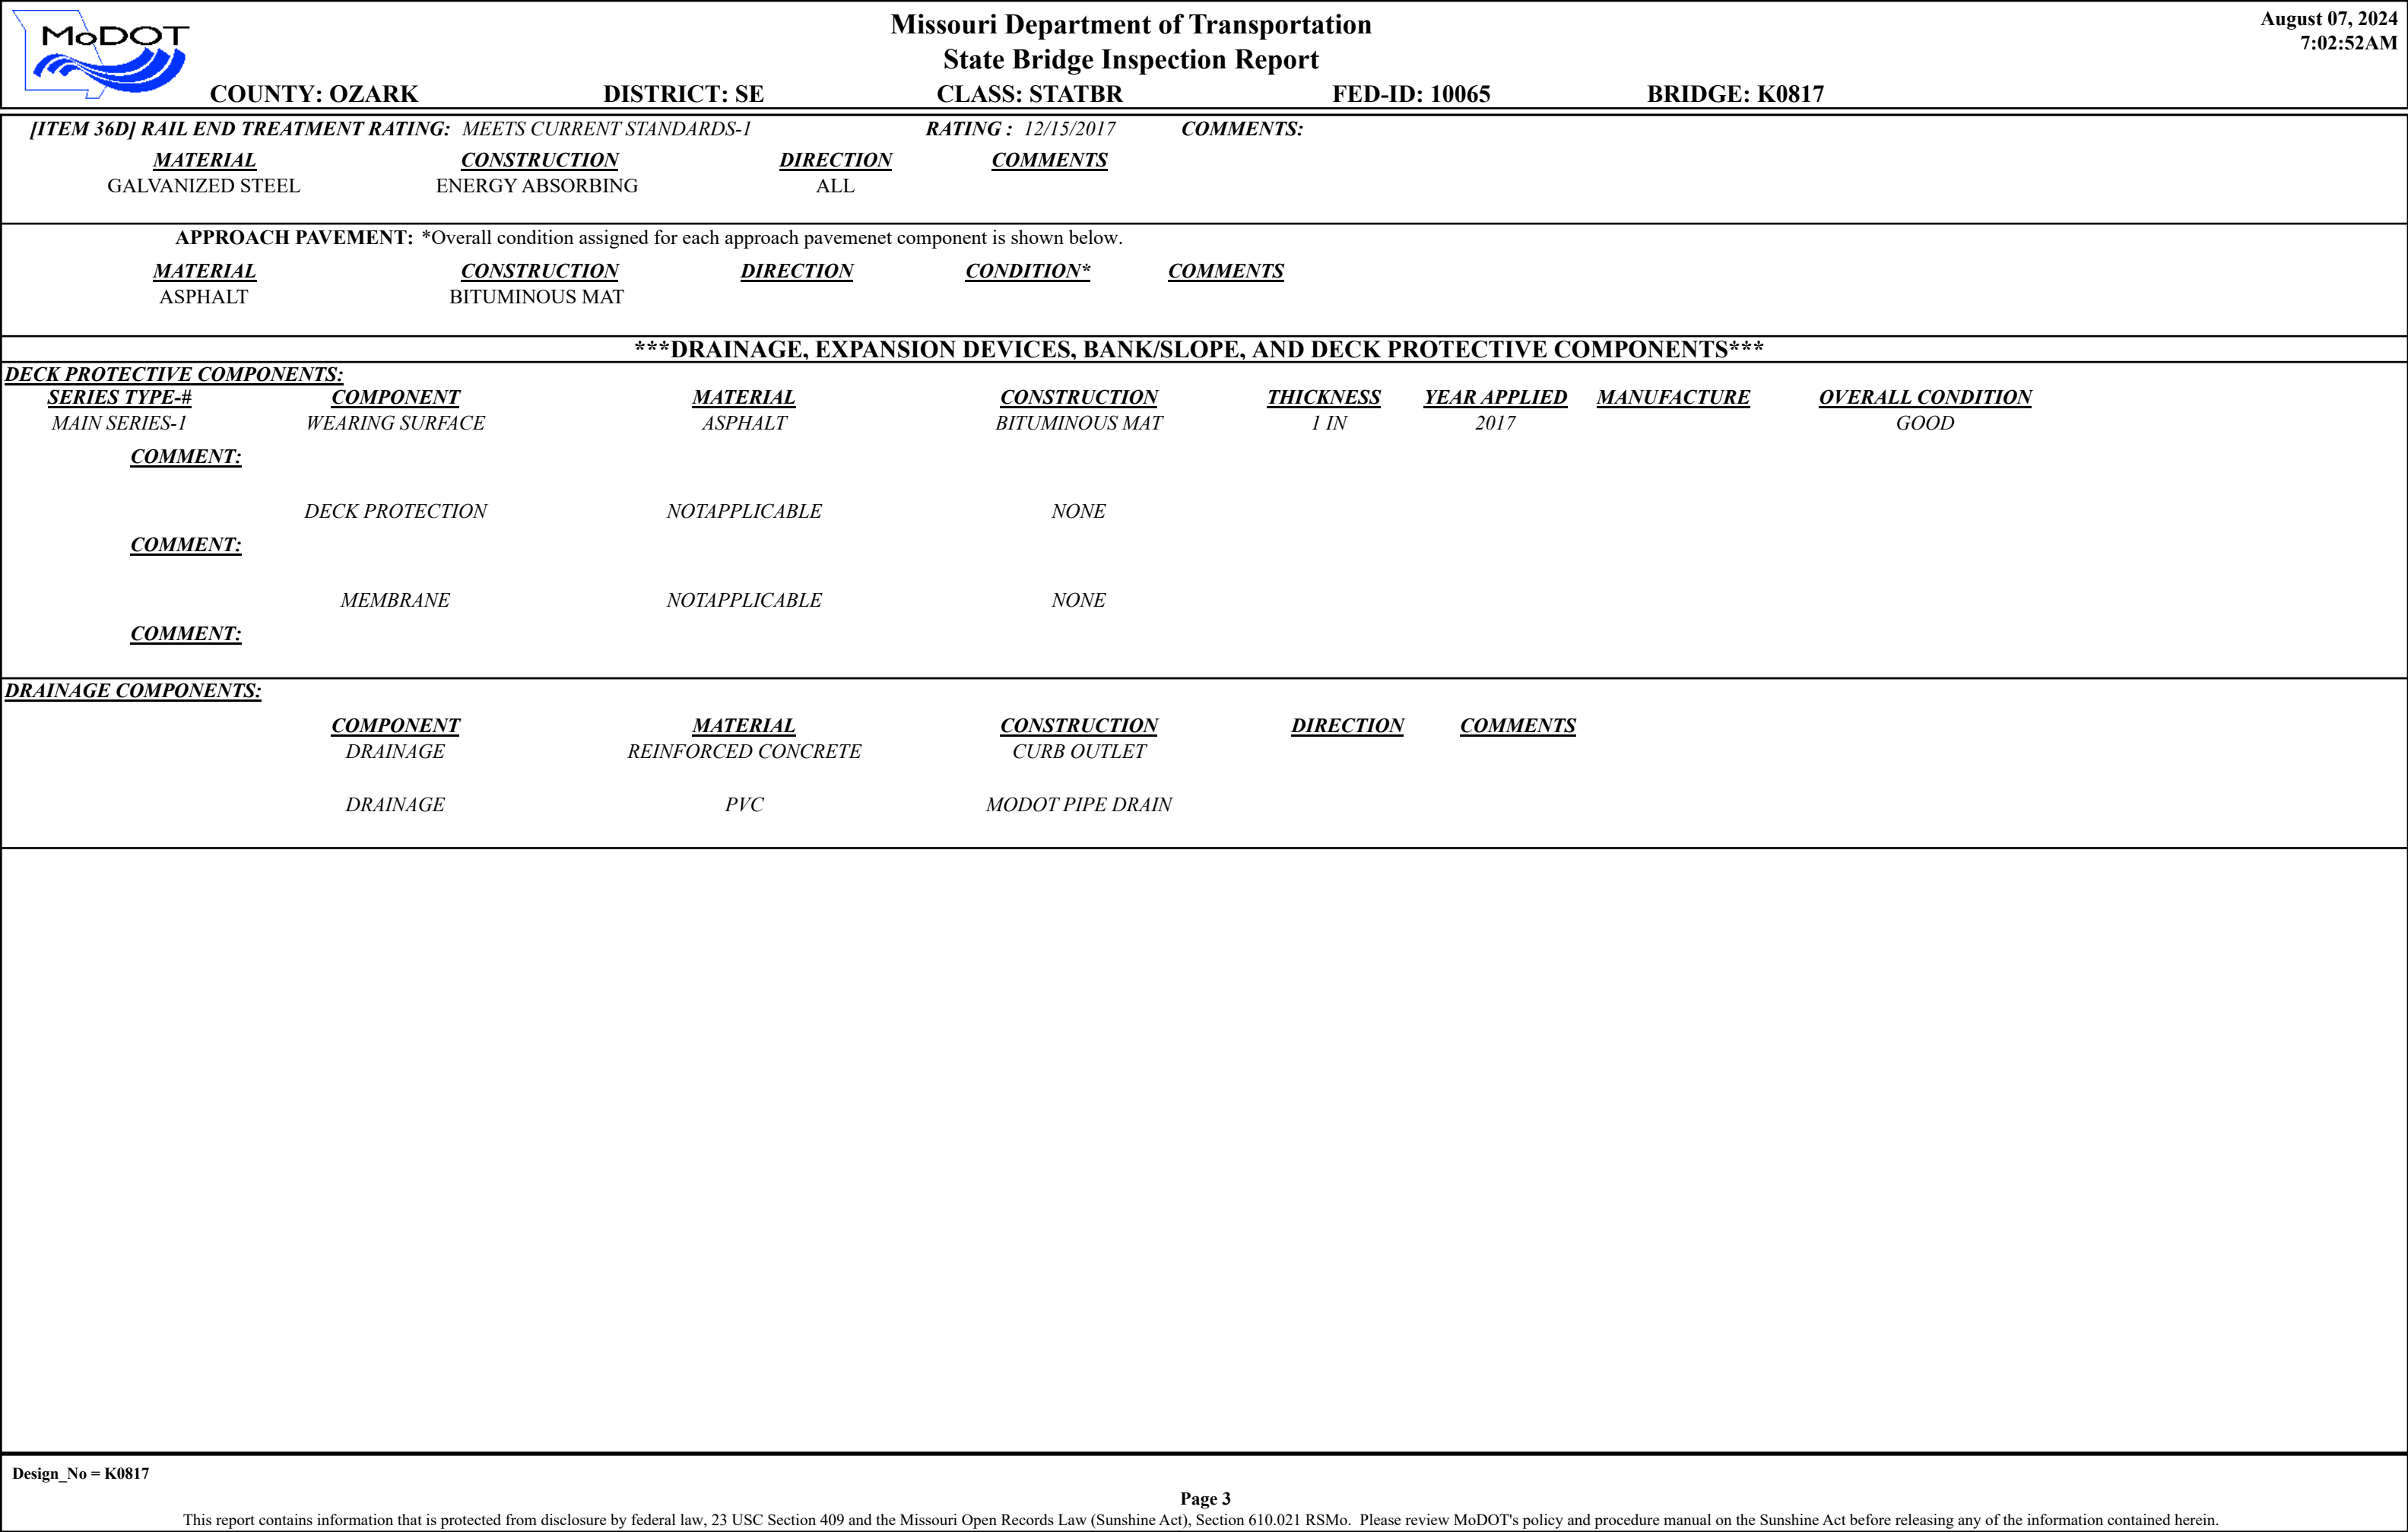 MoDOT
Missouri Department of Transportation
State Bridge Inspection Report
August 07, 2024
7:02:52AM
COUNTY: OZARK DISTRICT: SE CLASS: STATBR FED-ID: 10065 BRIDGE: K0817
[ITEM 36D] RAIL END TREATMENT RATING: MEETS CURRENT STANDARDS-1 RATING : 12/15/2017 COMMENTS:
MATERIAL CONSTRUCTION DIRECTION COMMENTS
GALVANIZED STEEL ENERGY ABSORBING ALL
APPROACH PAVEMENT: *Overall condition assigned for each approach pavemenet component is shown below.
MATERIAL CONSTRUCTION DIRECTION CONDITION* COMMENTS
ASPHALT BITUMINOUS MAT
***DRAINAGE, EXPANSION DEVICES, BANK/SLOPE, AND DECK PROTECTIVE COMPONENTS***
DECK PROTECTIVE COMPONENTS:
SERIES TYPE-# COMPONENT MATERIAL CONSTRUCTION THICKNESS YEAR APPLIED MANUFACTURE OVERALL CONDITION
MAIN SERIES-1 WEARING SURFACE ASPHALT BITUMINOUS MAT 1 IN 2017 GOOD
COMMENT:
DECK PROTECTION NOTAPPLICABLE NONE
COMMENT:
MEMBRANE NOTAPPLICABLE NONE
COMMENT:
DRAINAGE COMPONENTS:
COMPONENT MATERIAL CONSTRUCTION DIRECTION COMMENTS
DRAINAGE REINFORCED CONCRETE CURB OUTLET
DRAINAGE PVC MODOT PIPE DRAIN
Design_No = K0817
Page 3
This report contains information that is protected from disclosure by federal law, 23 USC Section 409 and the Missouri Open Records Law (Sunshine Act), Section 610.021 RSMo.  Please review MoDOT's policy and procedure manual on the Sunshine Act before releasing any of the information contained herein.